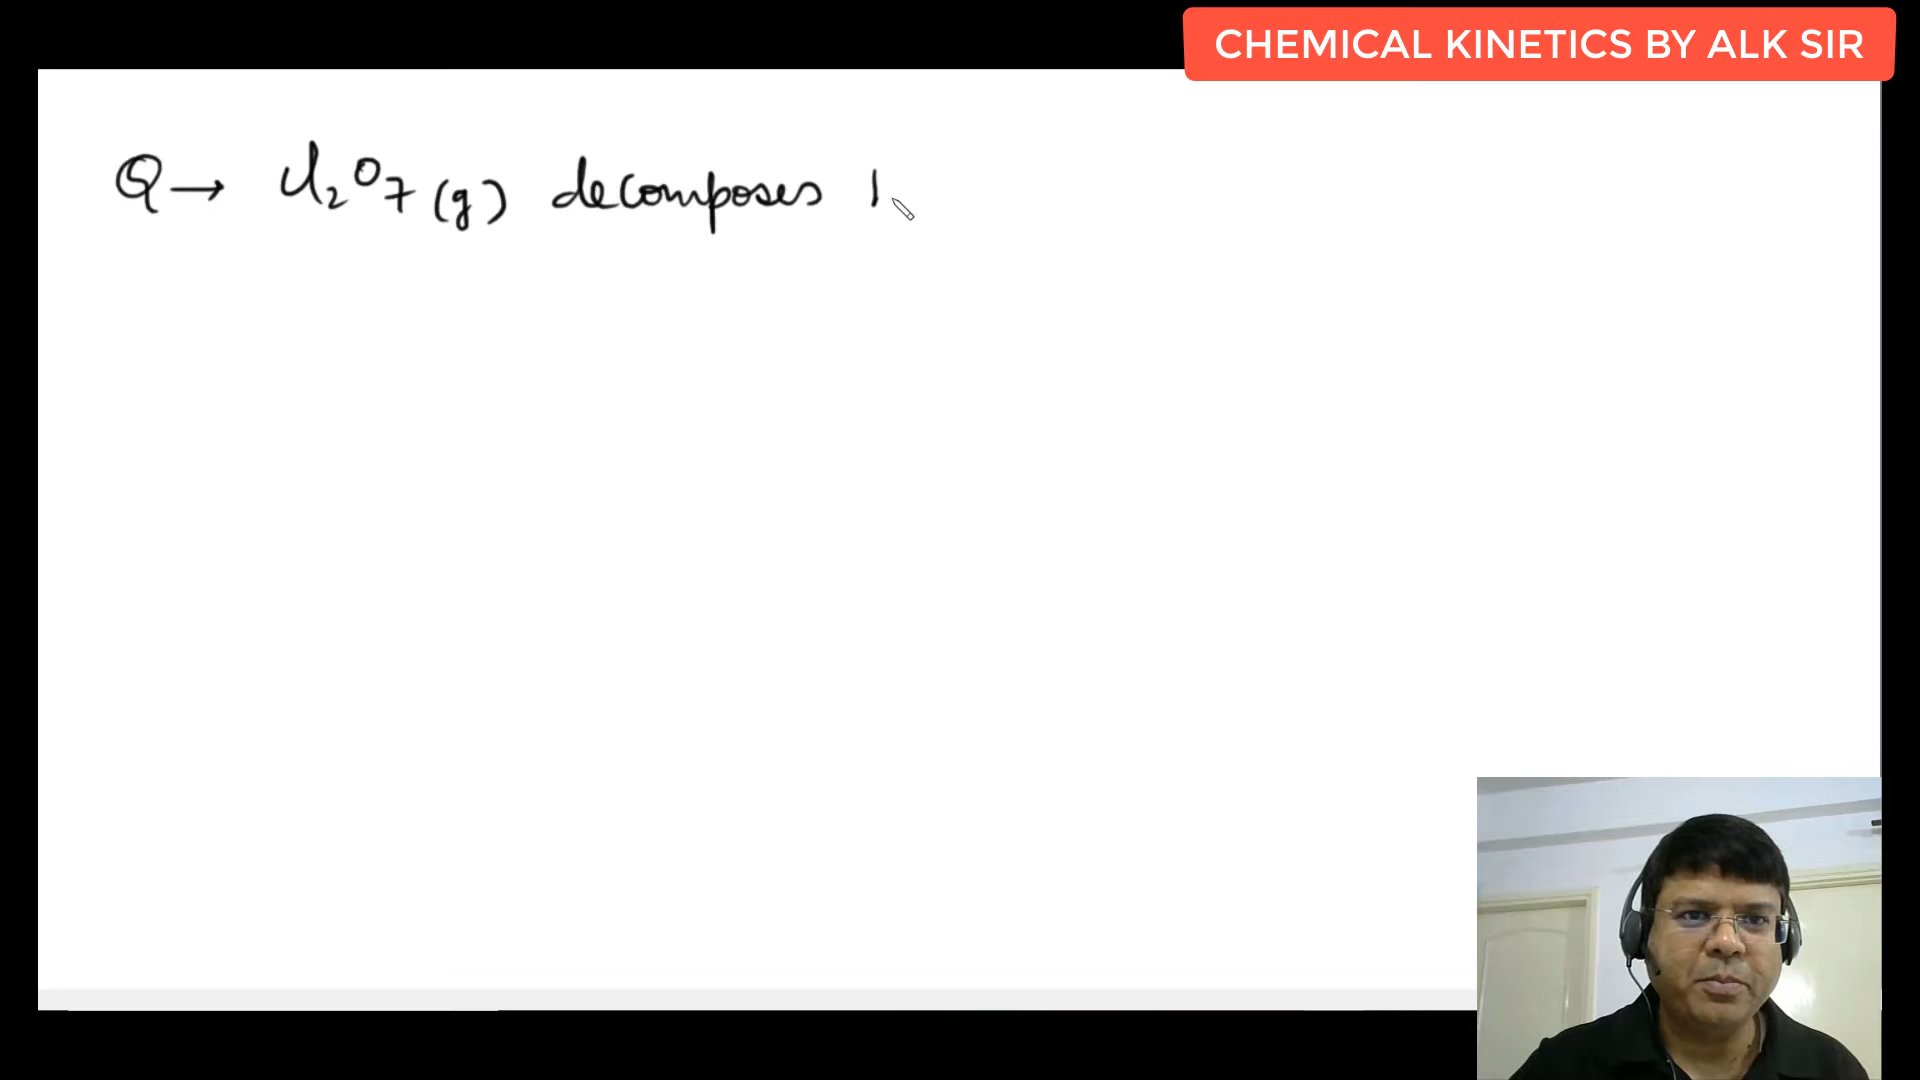 CHEMICAL KINETICS BY ALK SIR
Q → Cl₂O₇ (g) decomposes